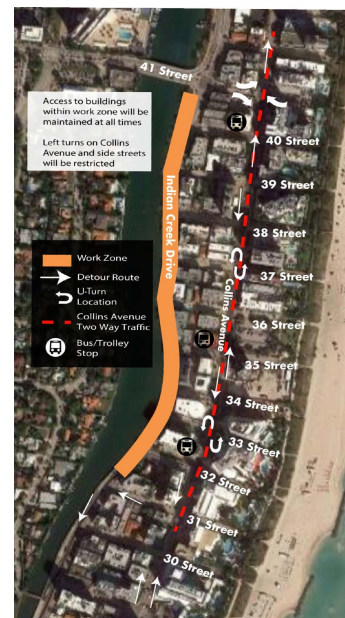 41 Street
Access to buildings
within work zone will be
maintained at all times
Left turns on Collins
Avenue and side streets
will be restricted
40 Street
39 Street
38 Street
37 Street
36 Street
35 Street
34 Street
33 Street
32 Street
31 Street
30 Street
Indian Creek Drive
Collins Avenue
Work Zone
Detour Route
U-Turn
Location
Collins Avenue
Two Way Traffic
Bus/Trolley
Stop